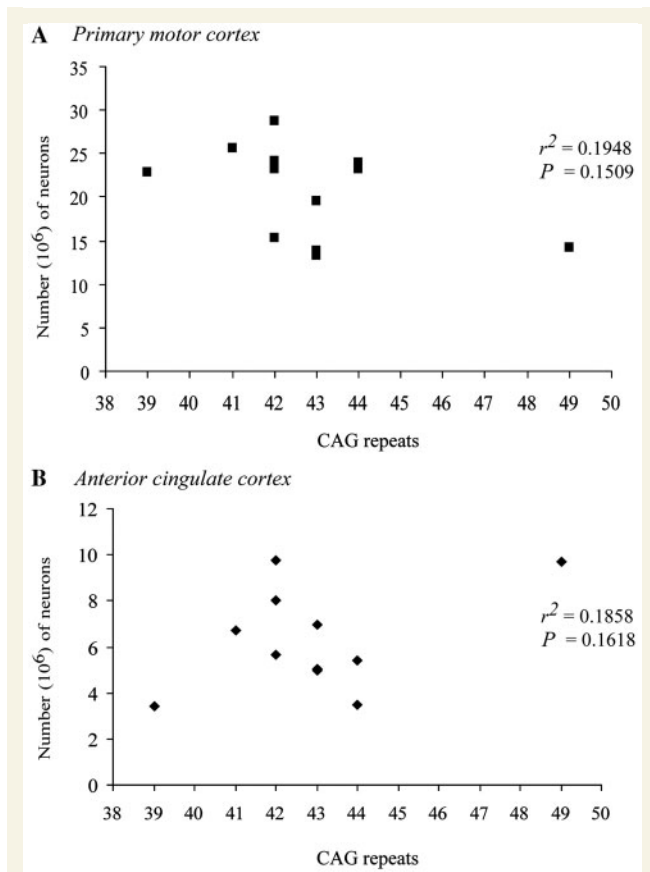 A Primary motor cortex
35
30
25
20
15
10
5
0
Number (10⁶) of neurons
r² = 0.1948
P = 0.1509
38 39 40 41 42 43 44 45 46 47 48 49 50
CAG repeats
B Anterior cingulate cortex
12
10
8
6
4
2
0
Number (10⁶) of neurons
r² = 0.1858
P = 0.1618
38 39 40 41 42 43 44 45 46 47 48 49 50
CAG repeats